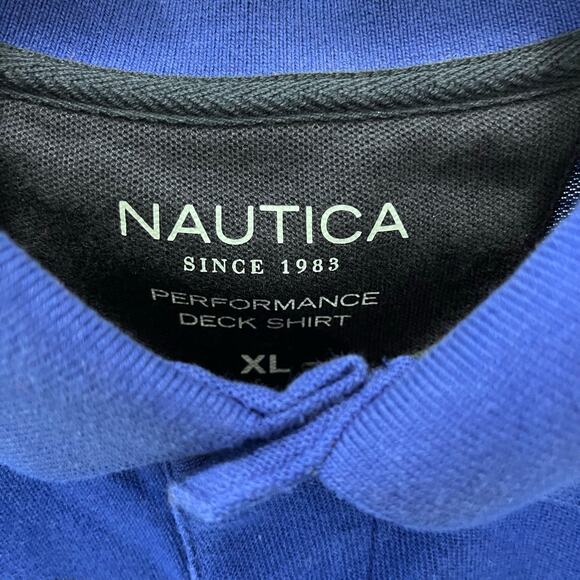 NAUTICA
SINCE 1983
PERFORMANCE
DECK SHIRT
XL